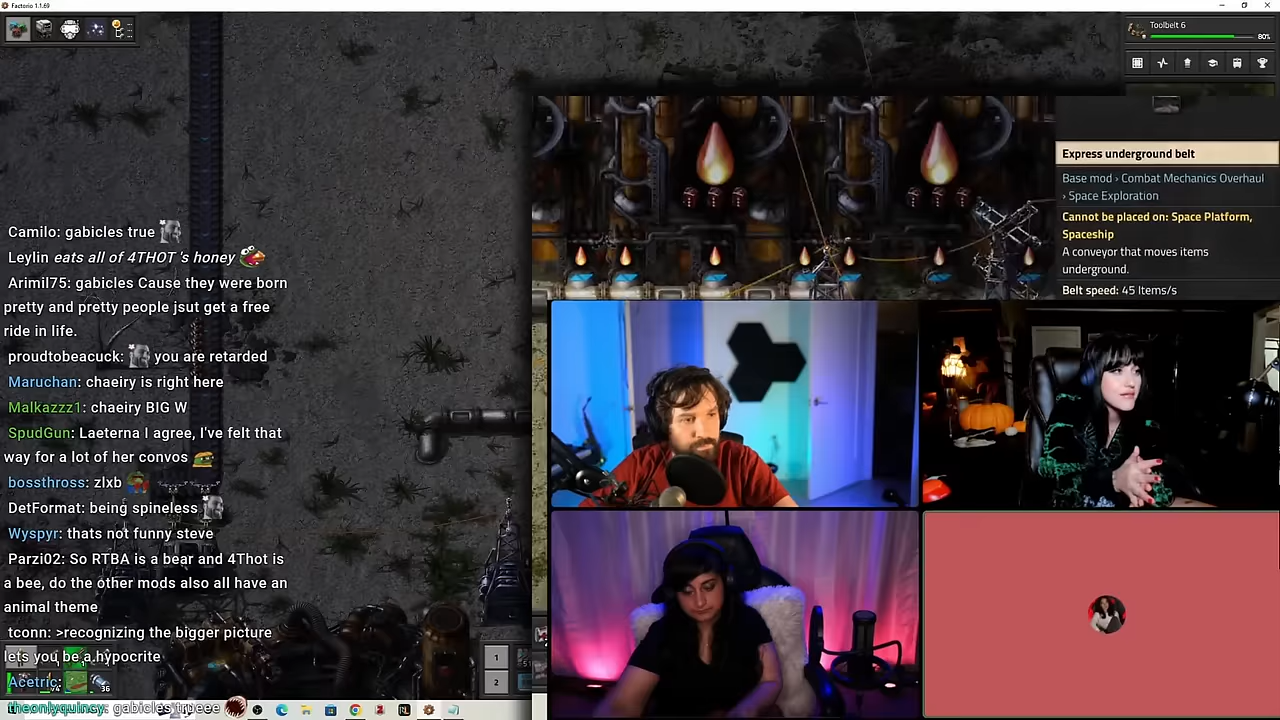 Factorio 1.1.69
Toolbelt 6
80%
Express underground belt
Base mod › Combat Mechanics Overhaul
› Space Exploration
Cannot be placed on: Space Platform,
Spaceship
A conveyor that moves items
underground.
Belt speed: 45 Items/s
Camilo: gabicles true
Leylin eats all of 4THOT 's honey
Arimil75: gabicles Cause they were born
pretty and pretty people jsut get a free
ride in life.
proudtobeacuck: you are retarded
Maruchan: chaeiry is right here
Malkazzz1: chaeiry BIG W
SpudGun: Laeterna I agree, I've felt that
way for a lot of her convos
bossthross: zlxb
DetFormat: being spineless
Wyspyr: thats not funny steve
Parzi02: So RTBA is a bear and 4Thot is
a bee, do the other mods also all have an
animal theme
tconn: >recognizing the bigger picture
lets you be a hypocrite
Acetric:
theonlyquinsy: gabicles trueee
1
2
36